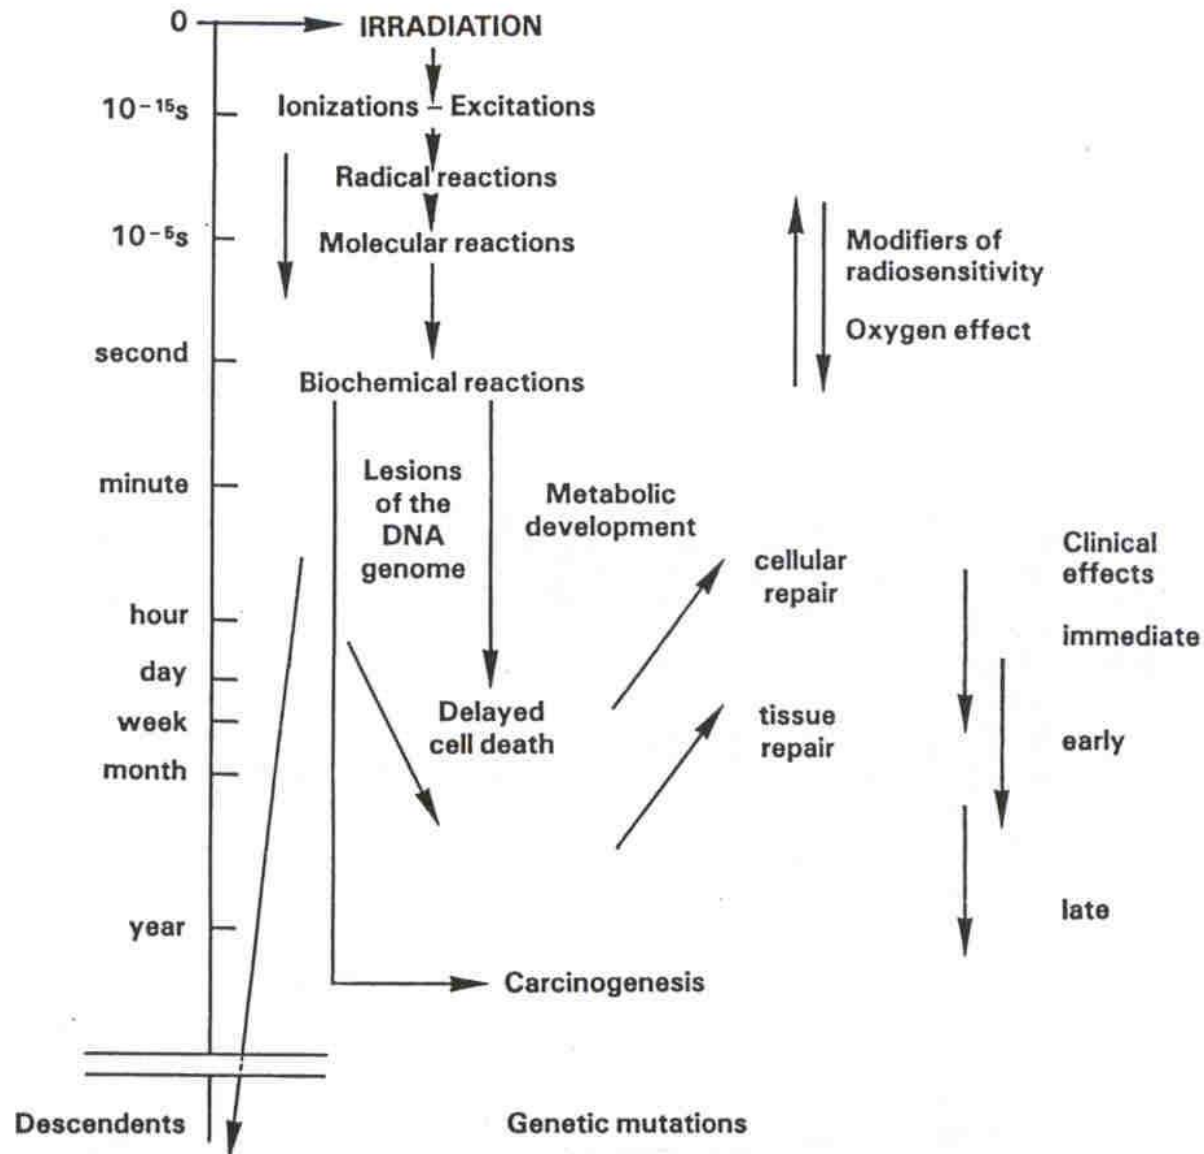 0
IRRADIATION
10⁻¹⁵s
Ionizations – Excitations
Radical reactions
10⁻⁵s
Molecular reactions
Modifiers of
radiosensitivity
Oxygen effect
second
Biochemical reactions
minute
Lesions
of the
DNA
genome
Metabolic
development
cellular
repair
Clinical
effects
hour
immediate
day
week
Delayed
cell death
tissue
repair
early
month
year
late
Carcinogenesis
Descendents
Genetic mutations